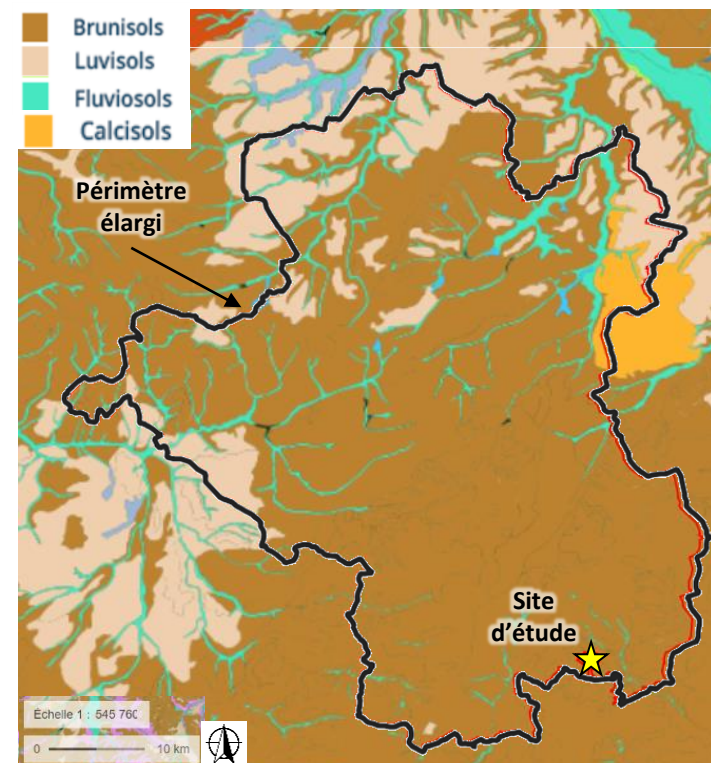 Brunisols
Luvisols
Fluviosols
Calcisols
Périmètre
élargi
Site
d'étude
Échelle 1 : 545 760
0 10 km